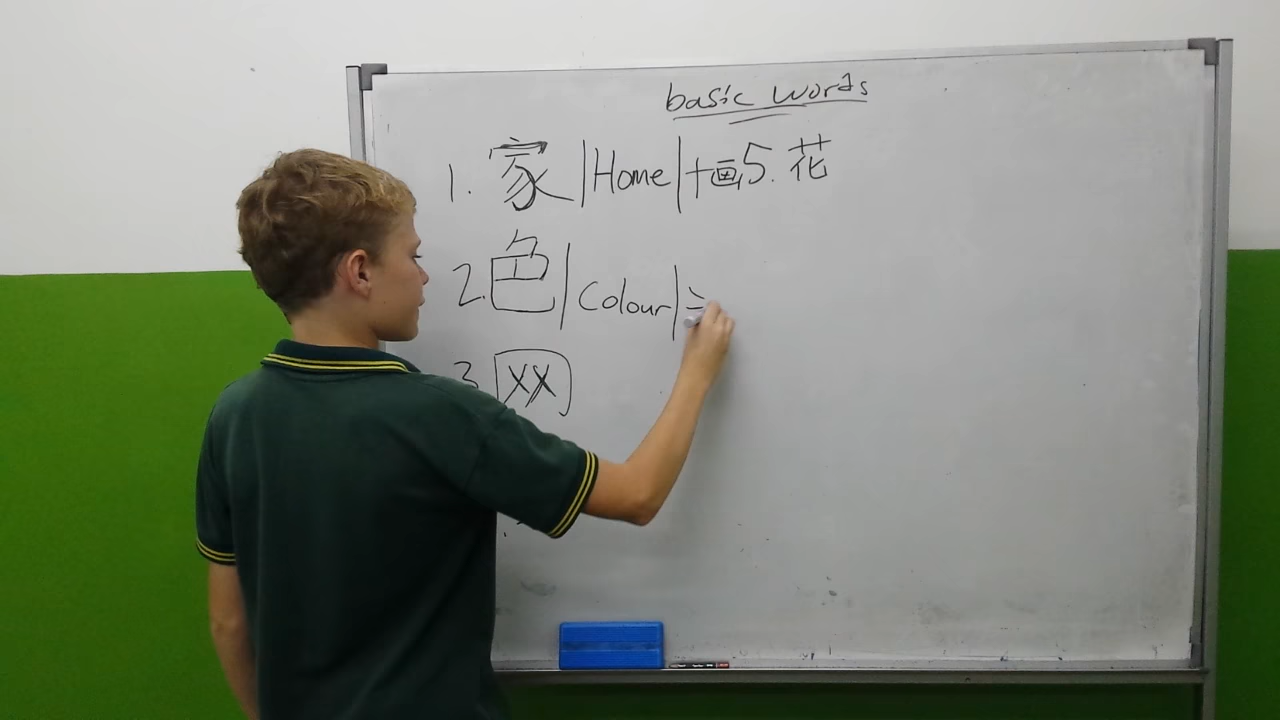 basic words
1. 家 | Home | 十画 5. 花
2. 色 | Colour |
3. 网